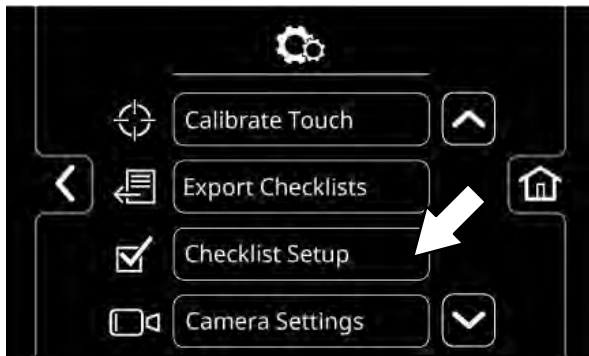 Calibrate Touch
Export Checklists
Checklist Setup
Camera Settings